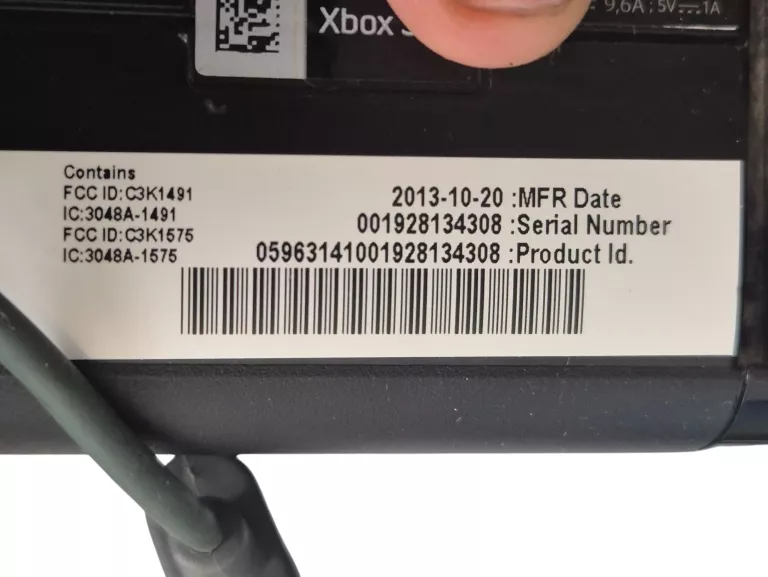 Xbox
9,6A ; 5V⎓1A
Contains
FCC ID:C3K1491
IC:3048A-1491
FCC ID:C3K1575
IC:3048A-1575
2013-10-20 :MFR Date
001928134308 :Serial Number
05963141001928134308 :Product Id.